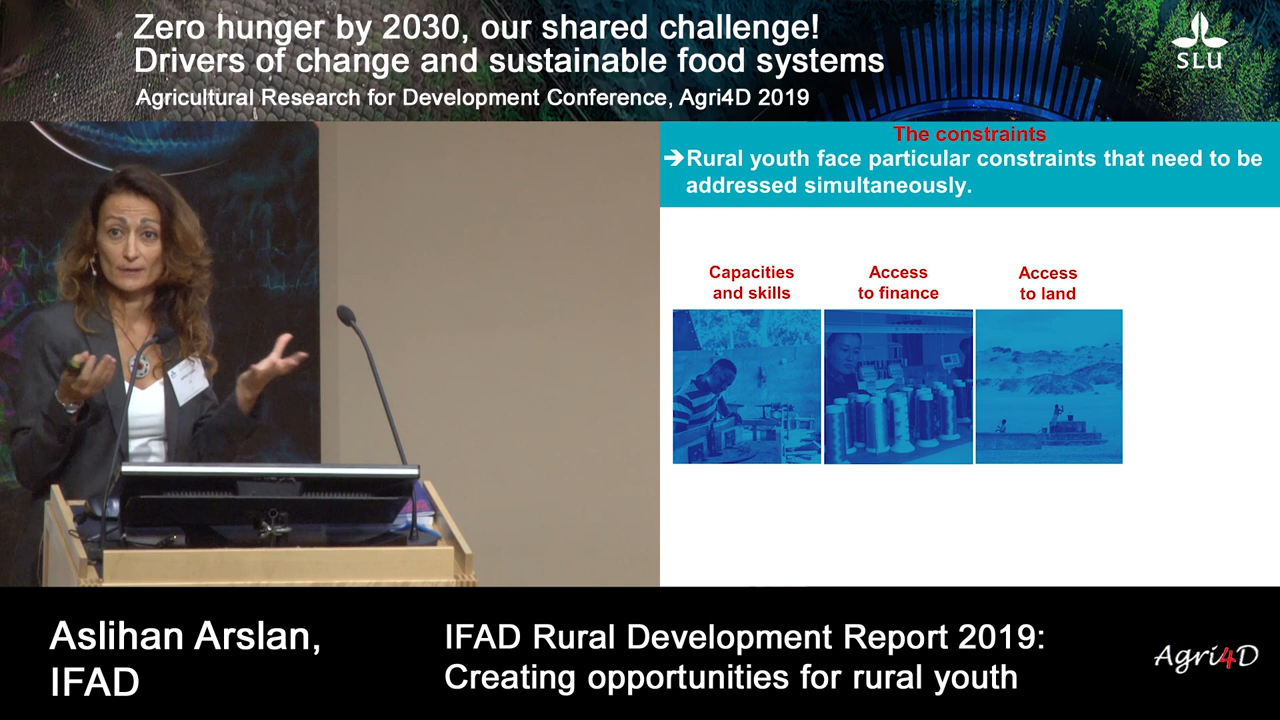 Zero hunger by 2030, our shared challenge!
Drivers of change and sustainable food systems
Agricultural Research for Development Conference, Agri4D 2019
SLU
The constraints
➔Rural youth face particular constraints that need to be
addressed simultaneously.
Capacities
and skills
Access
to finance
Access
to land
Aslihan Arslan,
IFAD
IFAD Rural Development Report 2019:
Creating opportunities for rural youth
Agri4D